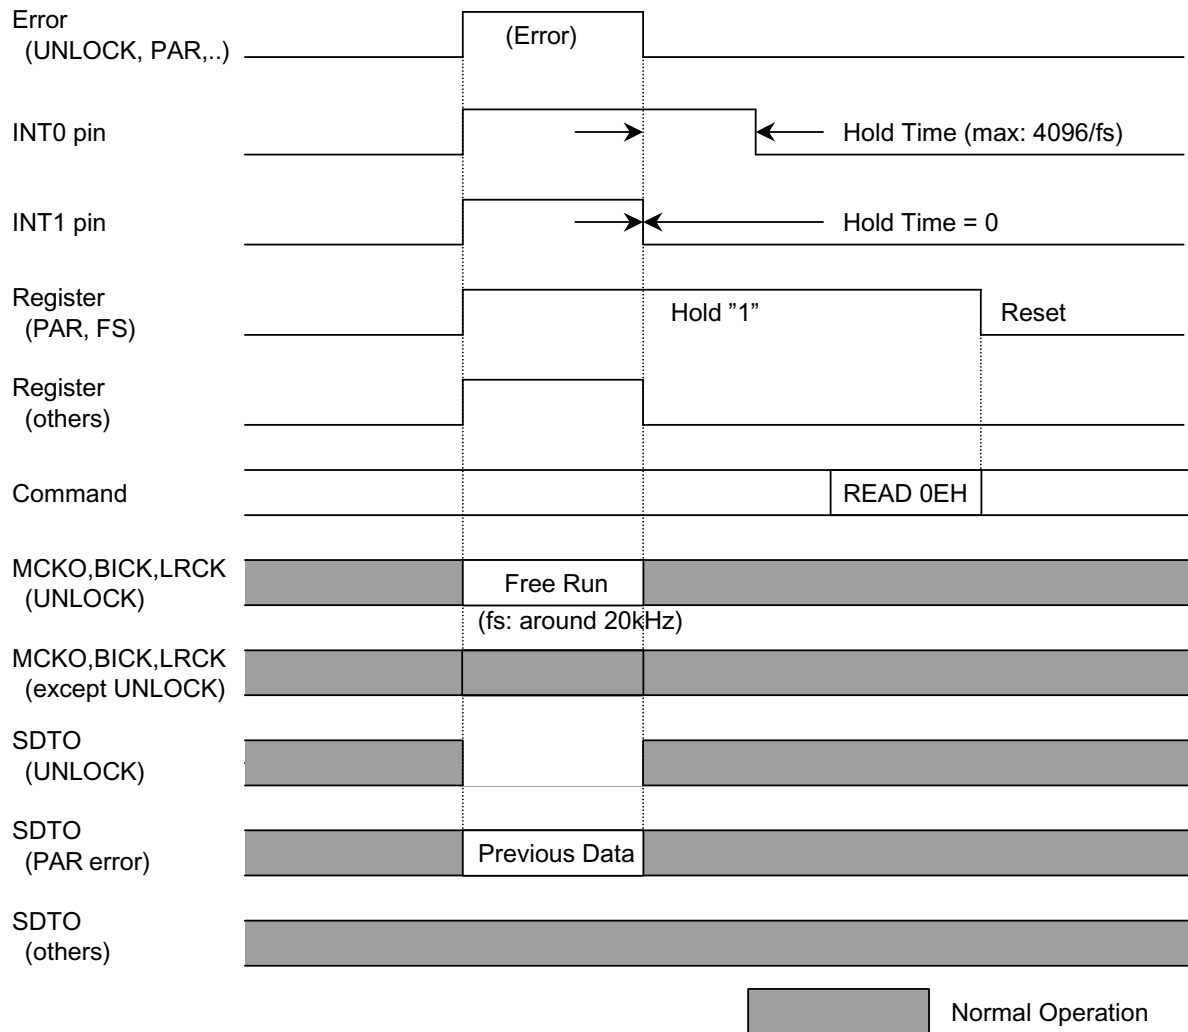 Error
(UNLOCK, PAR,..)
(Error)
INT0 pin
Hold Time (max: 4096/fs)
INT1 pin
Hold Time = 0
Register
(PAR, FS)
Hold ”1”
Reset
Register
(others)
Command
READ 0EH
MCKO,BICK,LRCK
(UNLOCK)
Free Run
(fs: around 20kHz)
MCKO,BICK,LRCK
(except UNLOCK)
SDTO
(UNLOCK)
SDTO
(PAR error)
Previous Data
SDTO
(others)
Normal Operation